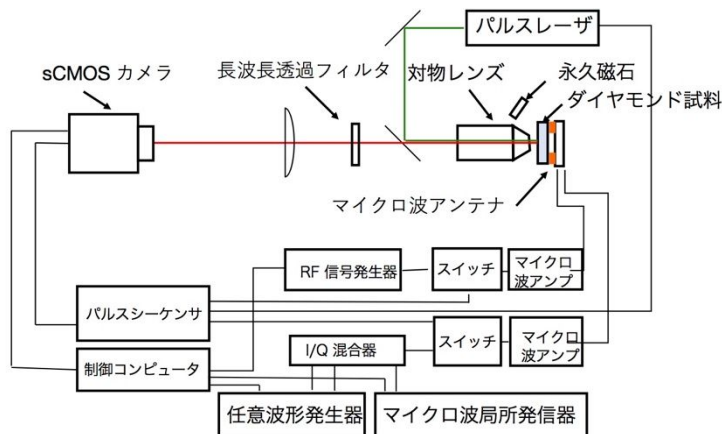 パルスレーザ
sCMOS カメラ
長波長透過フィルタ
対物レンズ
永久磁石
ダイヤモンド試料
マイクロ波アンテナ
RF 信号発生器
スイッチ
マイクロ
波アンプ
パルスシーケンサ
スイッチ
マイクロ
波アンプ
I/Q 混合器
制御コンピュータ
任意波形発生器
マイクロ波局所発信器